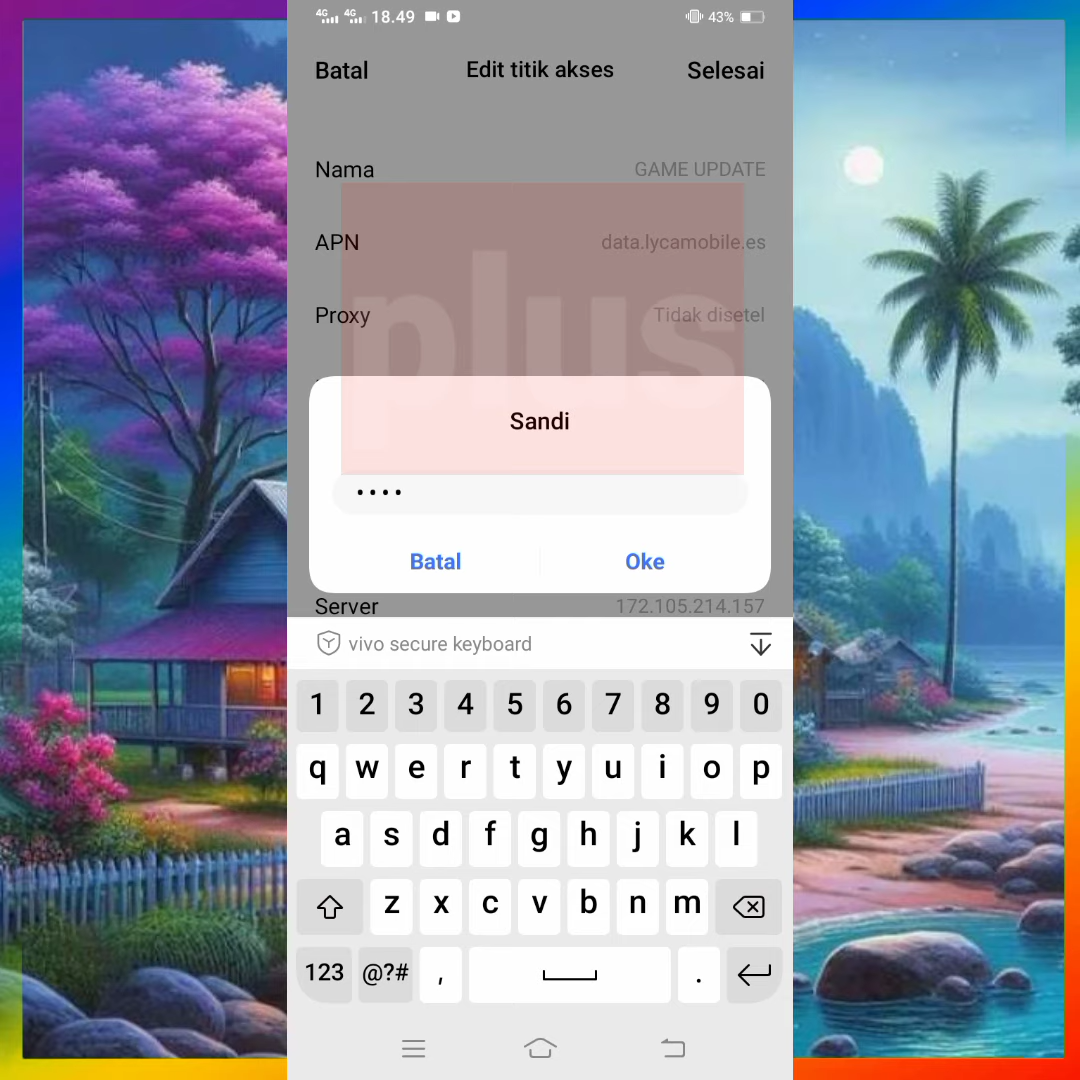 4G 4G 18.49 43%
Batal Edit titik akses Selesai
Nama GAME UPDATE
APN data.lycamobile.es
Proxy Tidak disetel
plus
Sandi
••••
Batal Oke
Server 172.105.214.157
vivo secure keyboard
1 2 3 4 5 6 7 8 9 0
q w e r t y u i o p
a s d f g h j k l
z x c v b n m
123 @?# , .